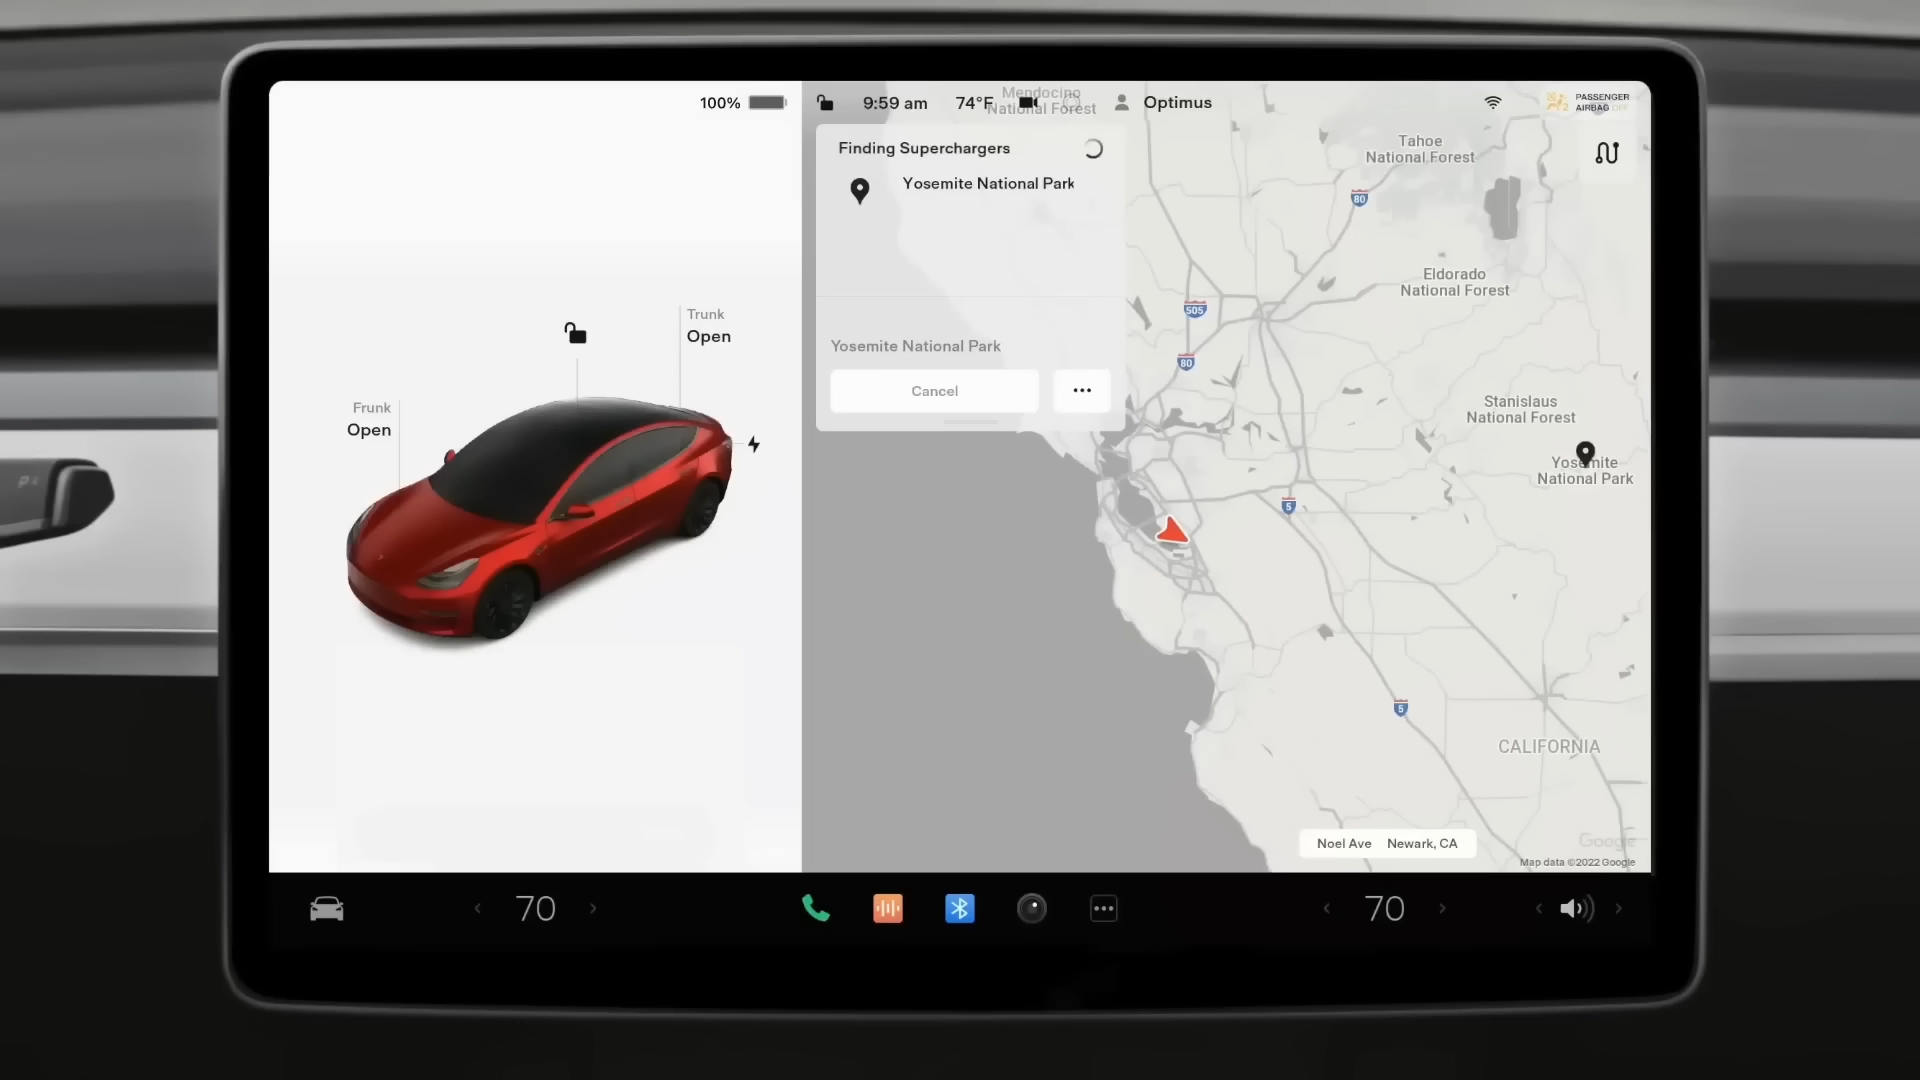 100%
9:59 am
74°F
Optimus
PASSENGER
AIRBAG OFF
Mendocino
National Forest
Finding Superchargers
Yosemite National Park
Yosemite National Park
Cancel
Trunk
Open
Frunk
Open
Tahoe
National Forest
80
Eldorado
National Forest
505
80
Stanislaus
National Forest
Yosemite
National Park
5
5
CALIFORNIA
Noel Ave Newark, CA
Google
Map data ©2022 Google
70
70